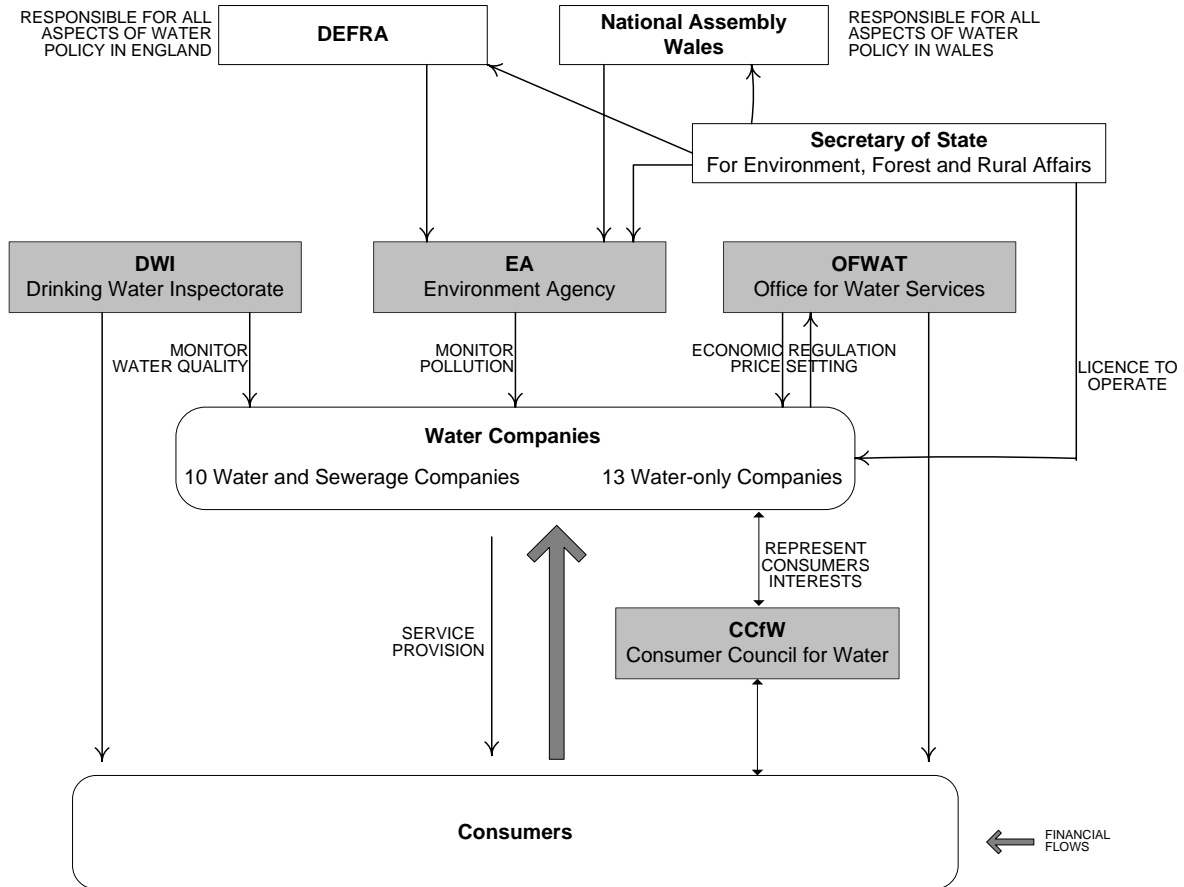 RESPONSIBLE FOR ALL
ASPECTS OF WATER
POLICY IN ENGLAND
DEFRA
National Assembly
Wales
RESPONSIBLE FOR ALL
ASPECTS OF WATER
POLICY IN WALES
Secretary of State
For Environment, Forest and Rural Affairs
DWI
Drinking Water Inspectorate
EA
Environment Agency
OFWAT
Office for Water Services
MONITOR
WATER QUALITY
MONITOR
POLLUTION
ECONOMIC REGULATION
PRICE SETTING
LICENCE TO
OPERATE
Water Companies
10 Water and Sewerage Companies
13 Water-only Companies
REPRESENT
CONSUMERS
INTERESTS
SERVICE
PROVISION
CCfW
Consumer Council for Water
Consumers
FINANCIAL
FLOWS